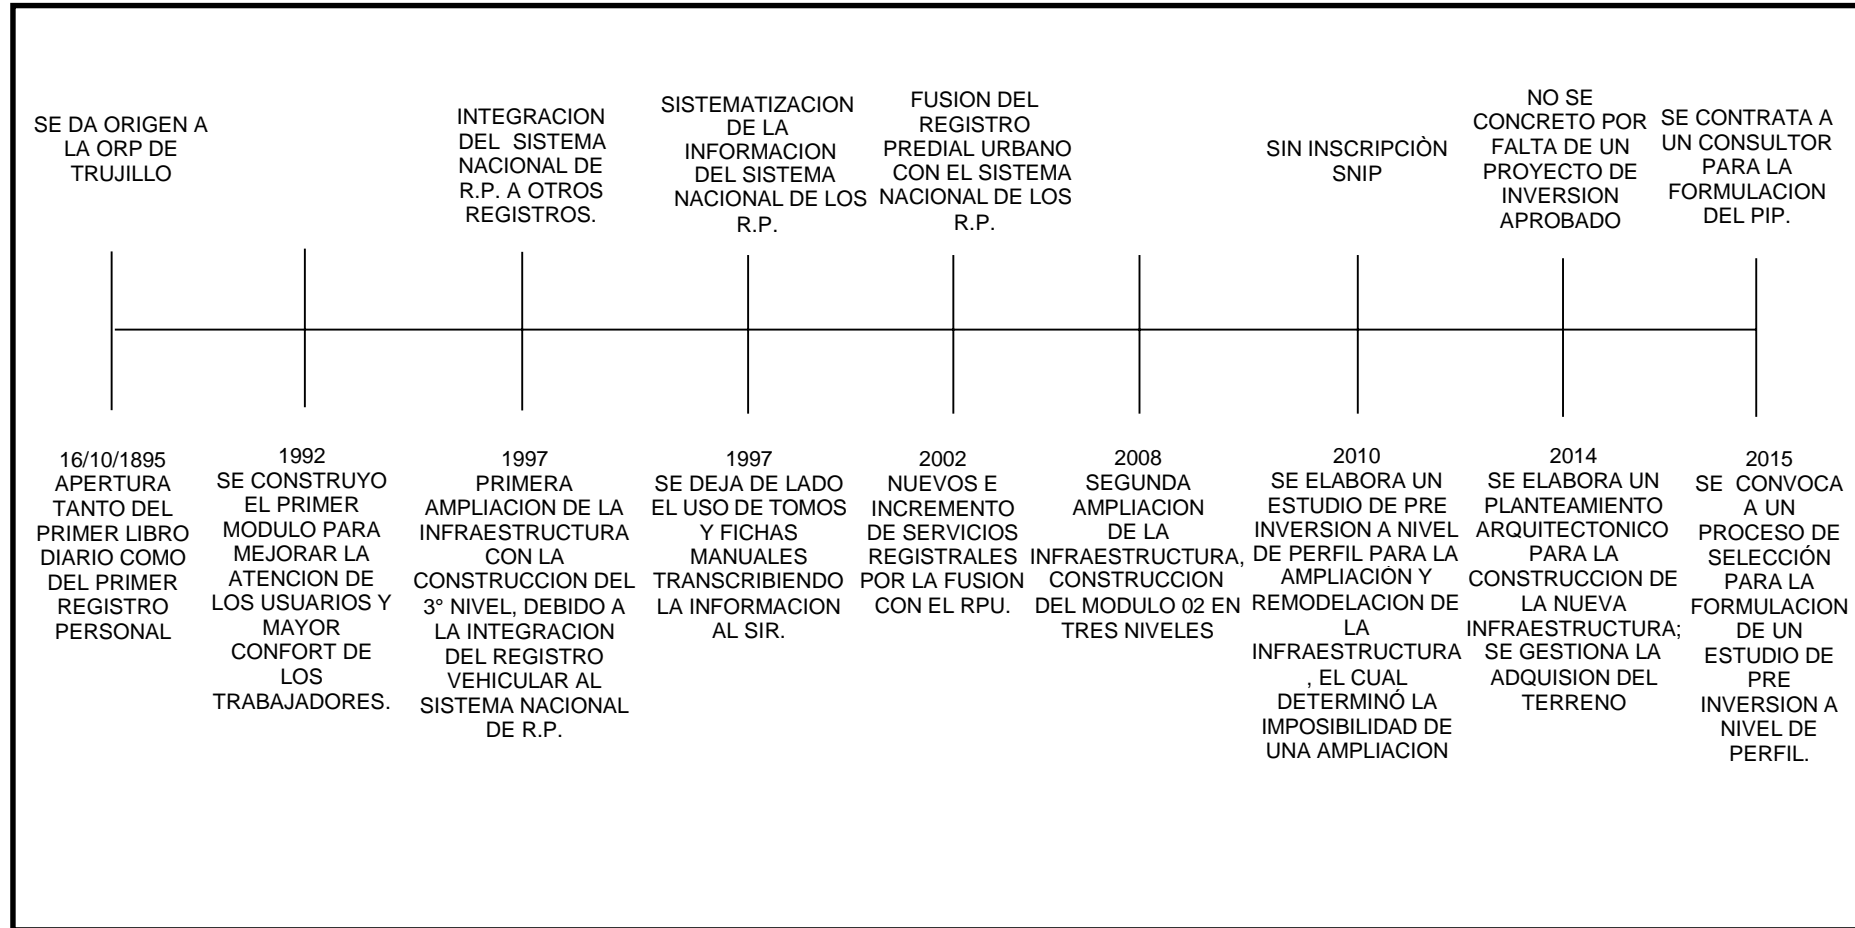 SE DA ORIGEN A
LA ORP DE
TRUJILLO
INTEGRACION
DEL SISTEMA
NACIONAL DE
R.P. A OTROS
REGISTROS.
SISTEMATIZACION
DE LA
INFORMACION
DEL SISTEMA
NACIONAL DE LOS
R.P.
FUSION DEL
REGISTRO
PREDIAL URBANO
CON EL SISTEMA
NACIONAL DE LOS
R.P.
SIN INSCRIPCIÒN
SNIP
NO SE
CONCRETO POR
FALTA DE UN
PROYECTO DE
INVERSION
APROBADO
SE CONTRATA A
UN CONSULTOR
PARA LA
FORMULACION
DEL PIP.
16/10/1895
APERTURA
TANTO DEL
PRIMER LIBRO
DIARIO COMO
DEL PRIMER
REGISTRO
PERSONAL
1992
SE CONSTRUYO
EL PRIMER
MODULO PARA
MEJORAR LA
ATENCION DE
LOS USUARIOS Y
MAYOR
CONFORT DE
LOS
TRABAJADORES.
1997
PRIMERA
AMPLIACION DE LA
INFRAESTRUCTURA
CON LA
CONSTRUCCION DEL
3° NIVEL, DEBIDO A
LA INTEGRACION
DEL REGISTRO
VEHICULAR AL
SISTEMA NACIONAL
DE R.P.
1997
SE DEJA DE LADO
EL USO DE TOMOS
Y FICHAS
MANUALES
TRANSCRIBIENDO
LA INFORMACION
AL SIR.
2002
NUEVOS E
INCREMENTO
DE SERVICIOS
REGISTRALES
POR LA FUSION
CON EL RPU.
2008
SEGUNDA
AMPLIACION
DE LA
INFRAESTRUCTURA,
CONSTRUCCION
DEL MODULO 02 EN
TRES NIVELES
2010
SE ELABORA UN
ESTUDIO DE PRE
INVERSION A NIVEL
DE PERFIL PARA LA
AMPLIACIÓN Y
REMODELACION DE
LA
INFRAESTRUCTURA
, EL CUAL
DETERMINÓ LA
IMPOSIBILIDAD DE
UNA AMPLIACION
2014
SE ELABORA UN
PLANTEAMIENTO
ARQUITECTONICO
PARA LA
CONSTRUCCION DE
LA NUEVA
INFRAESTRUCTURA;
SE GESTIONA LA
ADQUISION DEL
TERRENO
2015
SE CONVOCA
A UN
PROCESO DE
SELECCIÓN
PARA LA
FORMULACION
DE UN
ESTUDIO DE
PRE
INVERSION A
NIVEL DE
PERFIL.